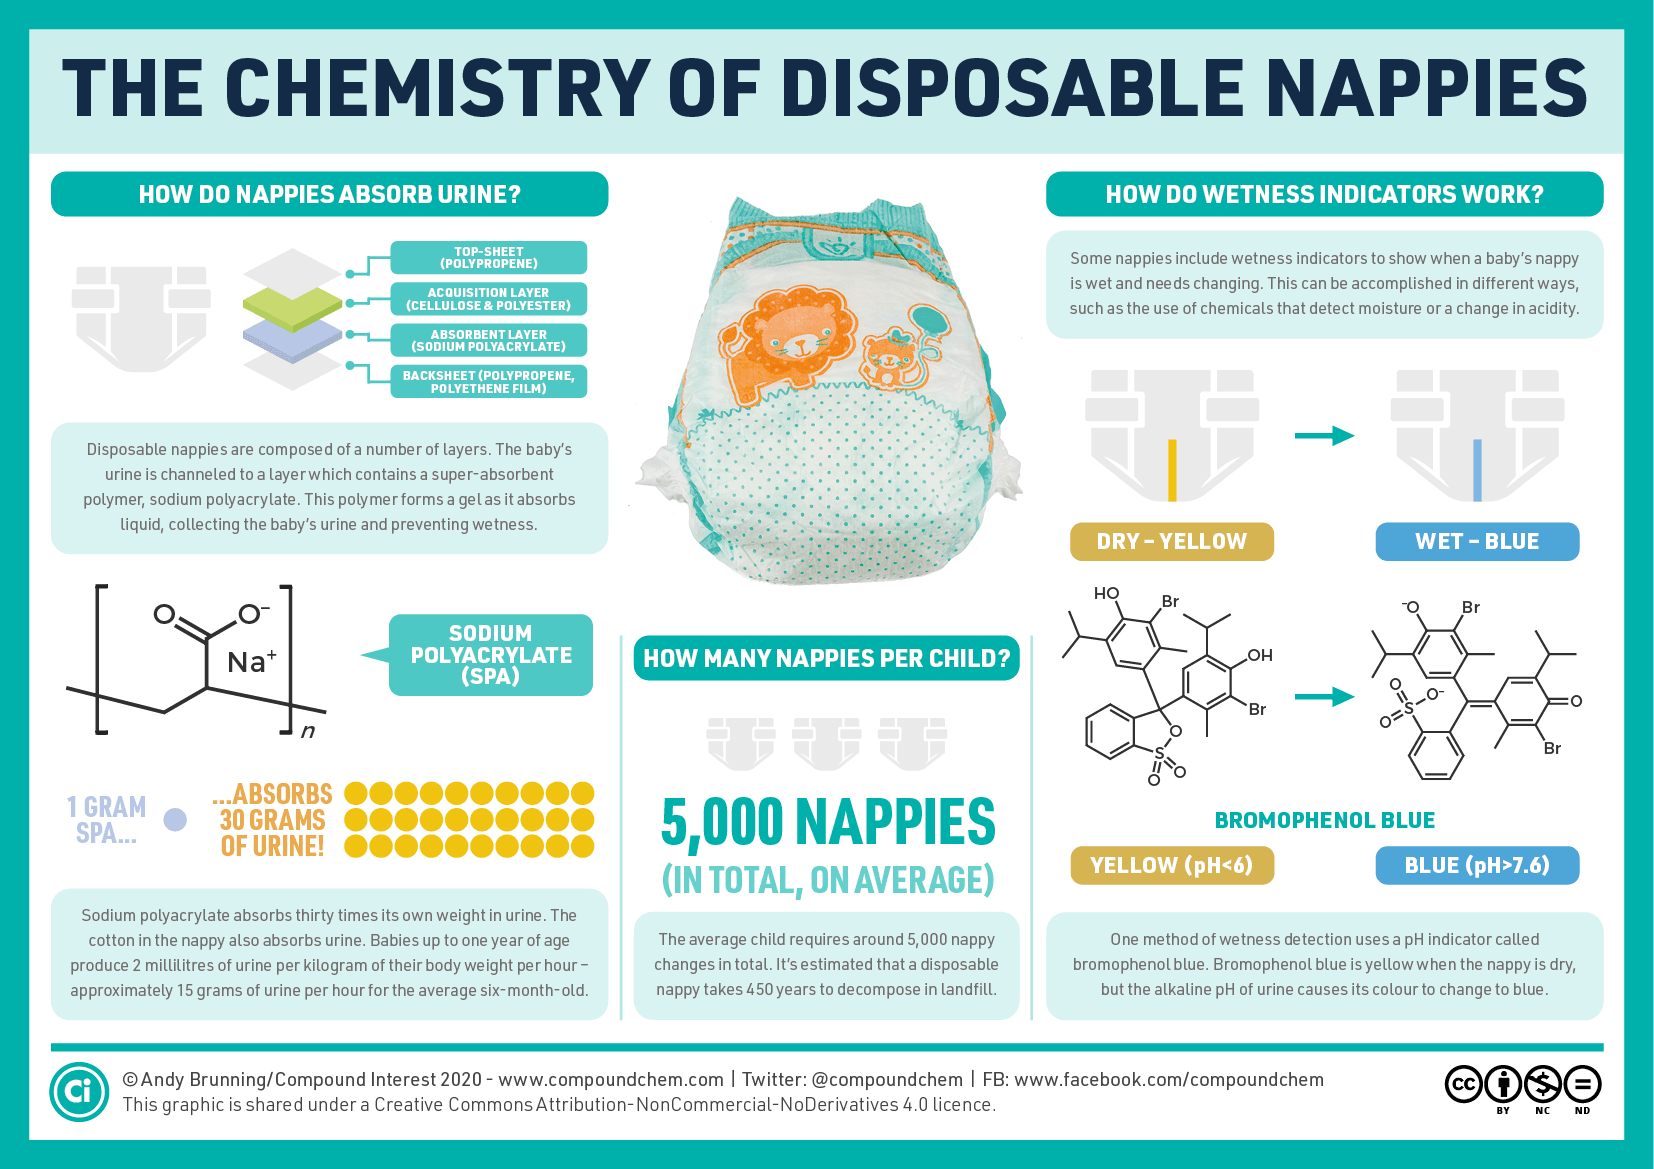 THE CHEMISTRY OF DISPOSABLE NAPPIES
HOW DO NAPPIES ABSORB URINE?
TOP-SHEET
(POLYPROPENE)
ACQUISITION LAYER
(CELLULOSE & POLYESTER)
ABSORBENT LAYER
(SODIUM POLYACRYLATE)
BACKSHEET (POLYPROPENE,
POLYETHENE FILM)
Disposable nappies are composed of a number of layers. The baby's
urine is channeled to a layer which contains a super-absorbent
polymer, sodium polyacrylate. This polymer forms a gel as it absorbs
liquid, collecting the baby's urine and preventing wetness.
O
O⁻
Na⁺
n
SODIUM
POLYACRYLATE
(SPA)
1 GRAM
SPA...
...ABSORBS
30 GRAMS
OF URINE!
Sodium polyacrylate absorbs thirty times its own weight in urine. The
cotton in the nappy also absorbs urine. Babies up to one year of age
produce 2 millilitres of urine per kilogram of their body weight per hour –
approximately 15 grams of urine per hour for the average six-month-old.
HOW MANY NAPPIES PER CHILD?
5,000 NAPPIES
(IN TOTAL, ON AVERAGE)
The average child requires around 5,000 nappy
changes in total. It's estimated that a disposable
nappy takes 450 years to decompose in landfill.
HOW DO WETNESS INDICATORS WORK?
Some nappies include wetness indicators to show when a baby's nappy
is wet and needs changing. This can be accomplished in different ways,
such as the use of chemicals that detect moisture or a change in acidity.
DRY – YELLOW
WET – BLUE
HO
Br
OH
Br
O
S
O
O
⁻O
Br
O
O⁻
S
O
O
Br
BROMOPHENOL BLUE
YELLOW (pH<6)
BLUE (pH>7.6)
One method of wetness detection uses a pH indicator called
bromophenol blue. Bromophenol blue is yellow when the nappy is dry,
but the alkaline pH of urine causes its colour to change to blue.
Ci
© Andy Brunning/Compound Interest 2020 - www.compoundchem.com | Twitter: @compoundchem | FB: www.facebook.com/compoundchem
This graphic is shared under a Creative Commons Attribution-NonCommercial-NoDerivatives 4.0 licence.
CC
BY
NC
ND